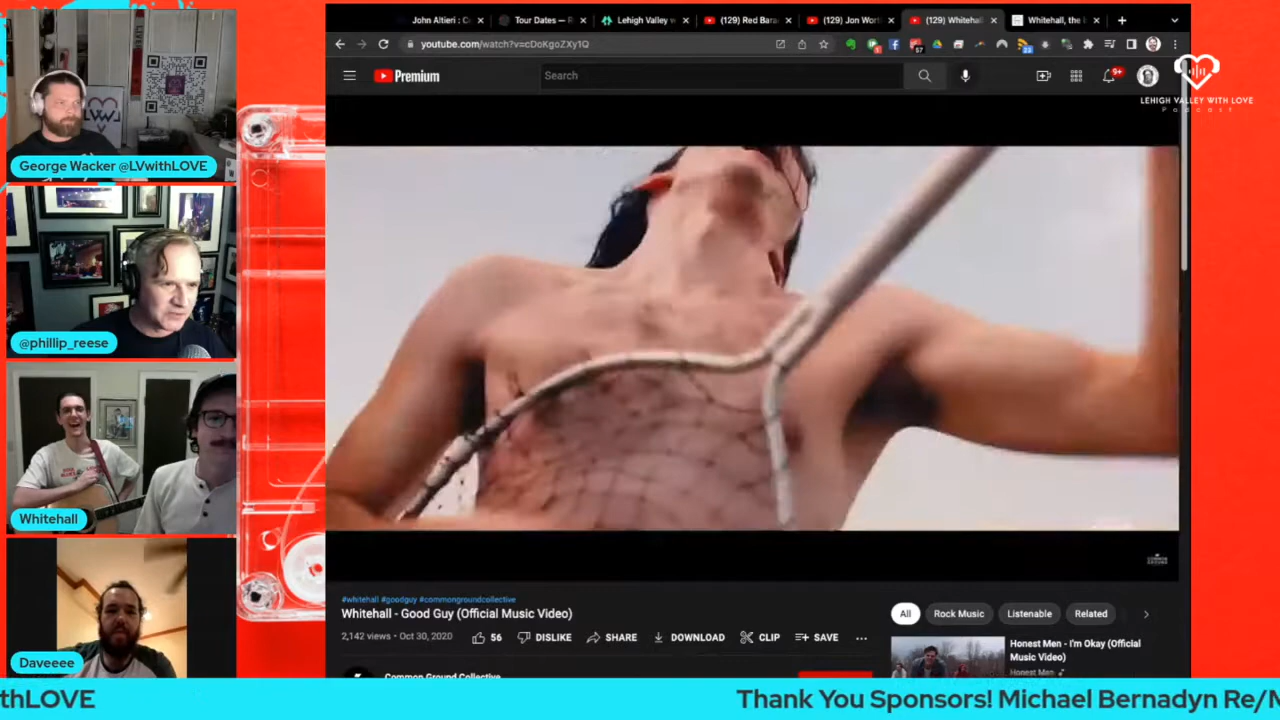 John Altieri : C
Tour Dates — R
Lehigh Valley w
(129) Red Bara
(129) Jon Wort
(129) Whitehal
Whitehall, the i
youtube.com/watch?v=cDoKgoZXy1Q
Premium
Search
9+
LEHIGH VALLEY WITH LOVE
Podcast
George Wacker @LVwithLOVE
@phillip_reese
Whitehall
Daveeee
#whitehall #goodguy #commongroundcollective
Whitehall - Good Guy (Official Music Video)
2,142 views • Oct 30, 2020
56
DISLIKE
SHARE
DOWNLOAD
CLIP
SAVE
All
Rock Music
Listenable
Related
Honest Men - I'm Okay (Official
Music Video)
Honest Men
Common Ground Collective
thLOVE
Thank You Sponsors! Michael Bernadyn Re/M